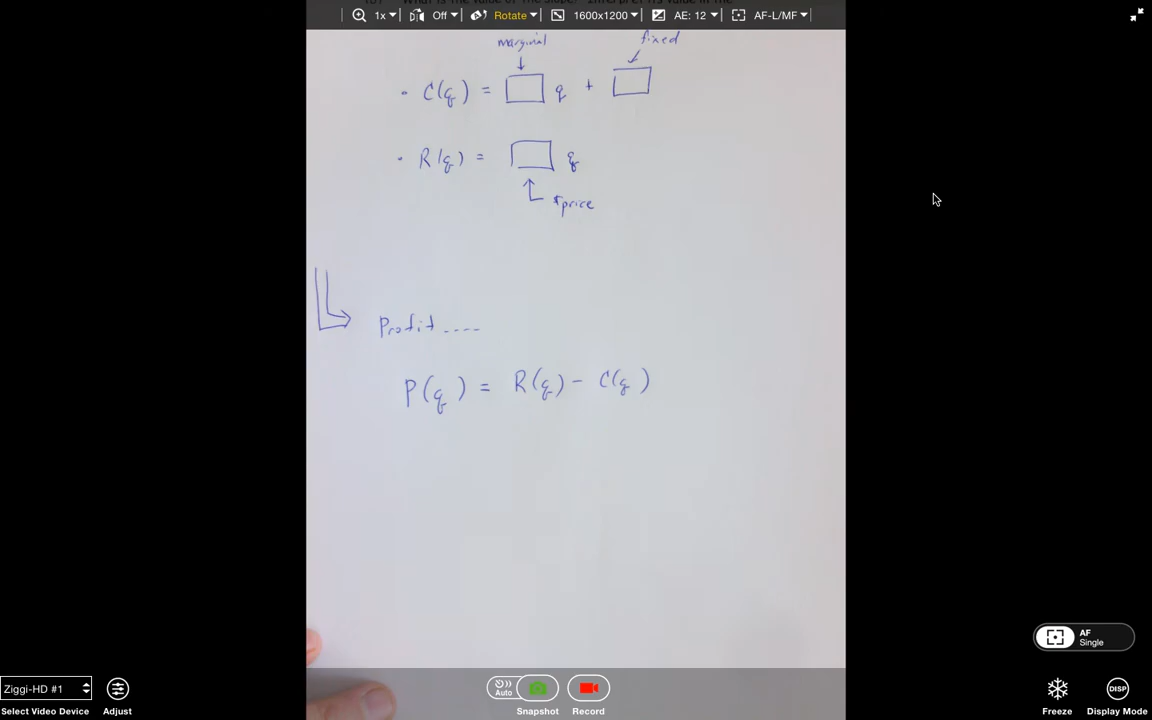 1x Off Rotate 1600x1200 AE: 12 AF-L/MF
marginal fixed
• C(q) = □ q + □
• R(q) = □ q
$price
Profit ----
P(q) = R(q) - C(q)
AF
Single
Ziggi-HD #1
Select Video Device
Adjust
Auto
Snapshot
Record
Freeze
DISP
Display Mode